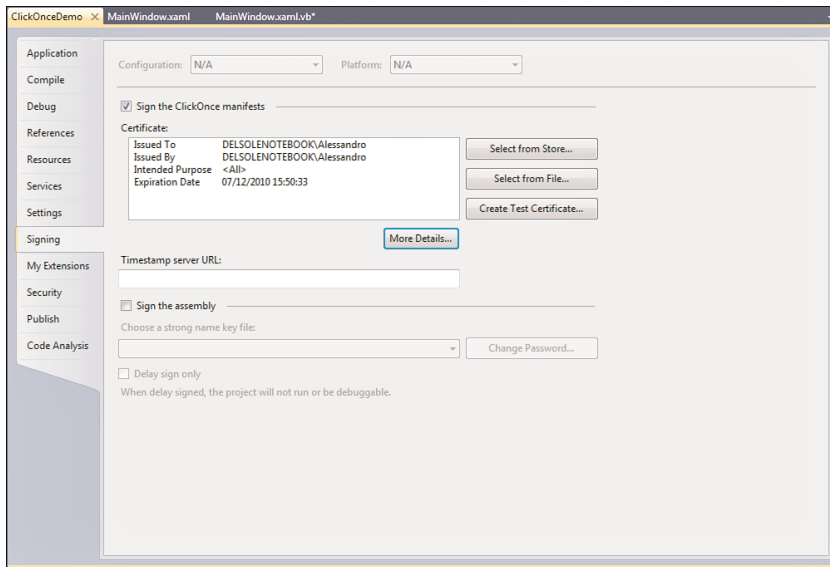 ClickOnceDemo × MainWindow.xaml MainWindow.xaml.vb*
Application
Compile
Debug
References
Resources
Services
Settings
Signing
My Extensions
Security
Publish
Code Analysis
Configuration: N/A Platform: N/A
Sign the ClickOnce manifests
Certificate:
Issued To DELSOLENOTEBOOK\Alessandro
Issued By DELSOLENOTEBOOK\Alessandro
Intended Purpose <All>
Expiration Date 07/12/2010 15:50:33
Select from Store...
Select from File...
Create Test Certificate...
More Details...
Timestamp server URL:
Sign the assembly
Choose a strong name key file:
Change Password...
Delay sign only
When delay signed, the project will not run or be debuggable.